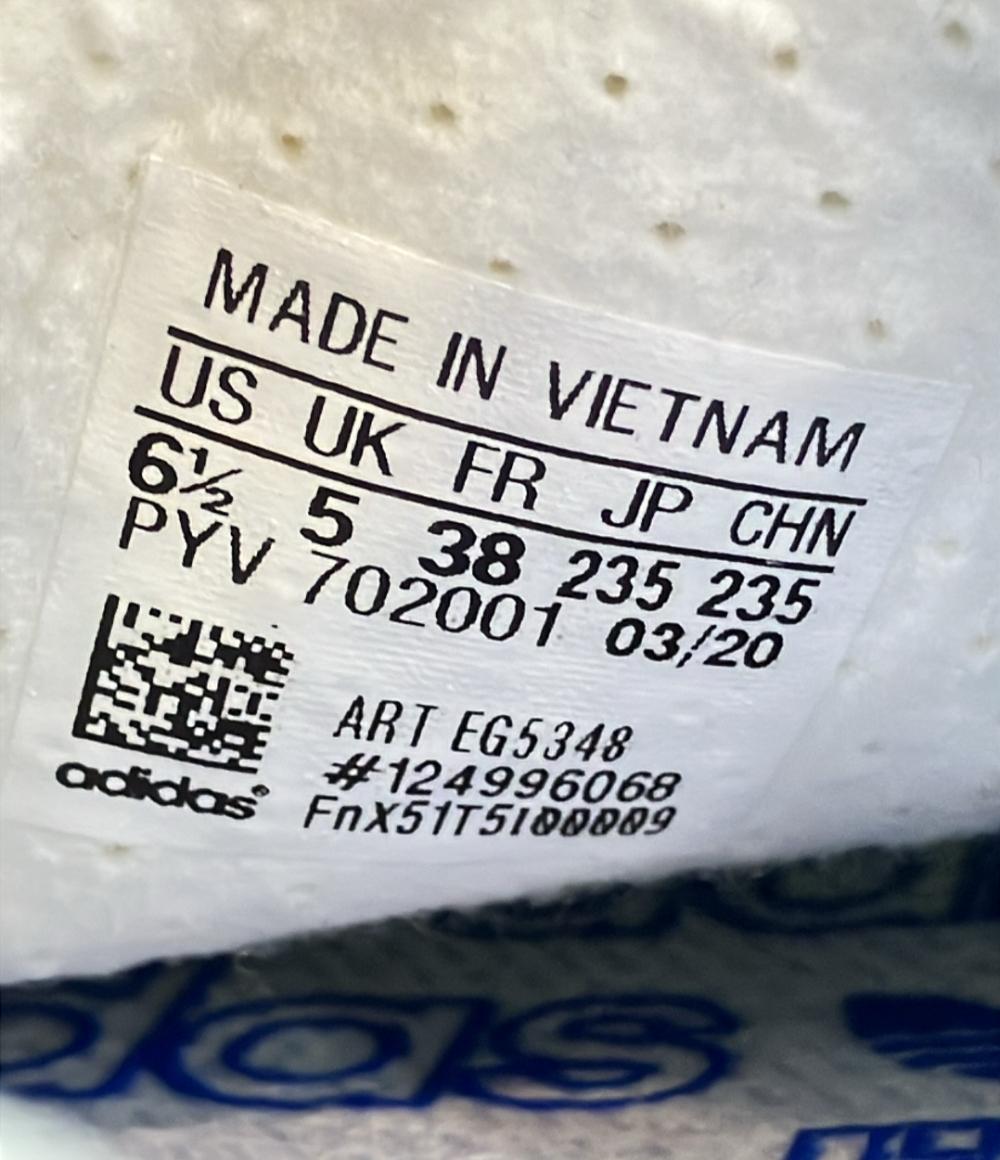 MADE IN VIETNAM
US UK FR JP CHN
6½ 5 38 235 235
PYV 702001 03/20
ART EG5348
#124996068
adidas®
FnX51T5I00009